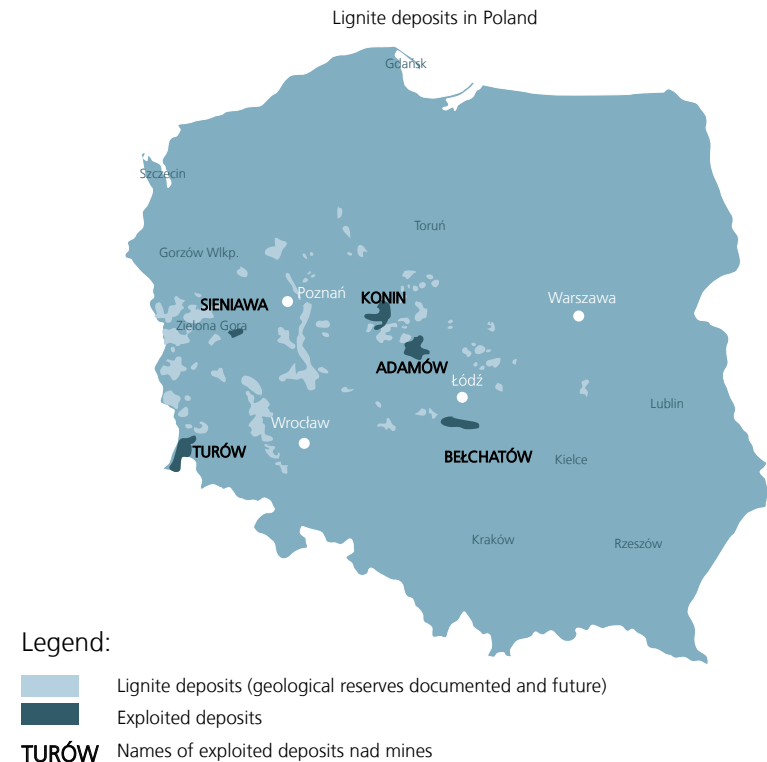 Lignite deposits in Poland
Gdańsk
Szczecin
Toruń
Gorzów Wlkp.
Poznań
KONIN
Warszawa
SIENIAWA
Zielona Gora
ADAMÓW
Łódź
Lublin
Wrocław
TURÓW
BEŁCHATÓW
Kielce
Kraków
Rzeszów
Legend:
Lignite deposits (geological reserves documented and future)
Exploited deposits
TURÓW Names of exploited deposits nad mines